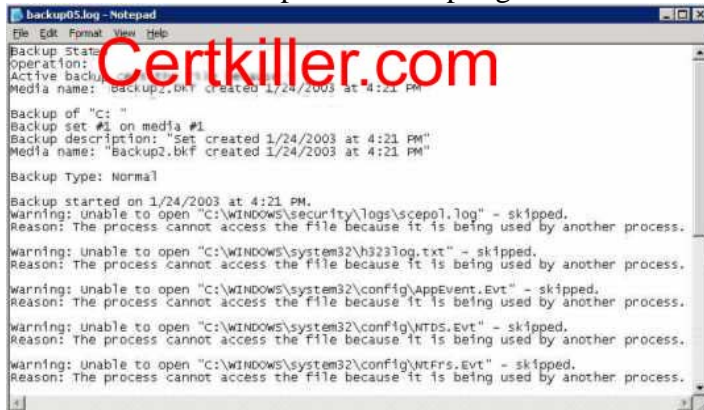 backup05.log - Notepad
File Edit Format View Help
Certkiller.com
Backup
Operation:
Active backup
Media name: "Backup2.bkf created 1/24/2003 at 4:21 PM"
Backup of "C: "
Backup set #1 on media #1
Backup description: "Set created 1/24/2003 at 4:21 PM"
Media name: "Backup2.bkf created 1/24/2003 at 4:21 PM"
Backup Type: Normal
Backup started on 1/24/2003 at 4:21 PM.
Warning: Unable to open "C:\WINDOWS\security\logs\scepol.log" - skipped.
Reason: The process cannot access the file because it is being used by another process.
Warning: Unable to open "C:\WINDOWS\system32\h323log.txt" - skipped.
Reason: The process cannot access the file because it is being used by another process.
Warning: Unable to open "C:\WINDOWS\system32\config\AppEvent.Evt" - skipped.
Reason: The process cannot access the file because it is being used by another process.
Warning: Unable to open "C:\WINDOWS\system32\config\NTDS.Evt" - skipped.
Reason: The process cannot access the file because it is being used by another process.
Warning: Unable to open "C:\WINDOWS\system32\config\NtFrs.Evt" - skipped.
Reason: The process cannot access the file because it is being used by another process.